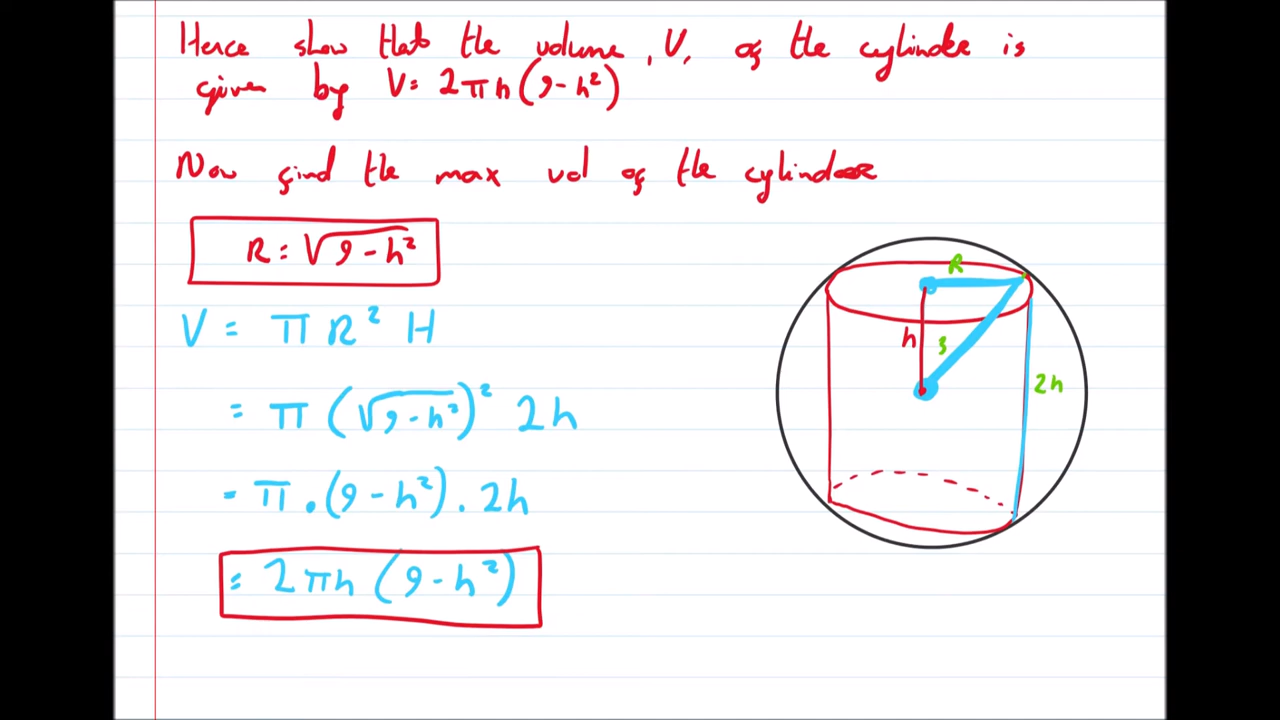 Hence show that the volume, V, of the cylinder is
given by V = 2πh(9-h²)
Now find the max vol of the cylinder
R = √9-h²
V = π R² H
= π (√9-h²)² 2h
= π . (9-h²) . 2h
= 2πh (9-h²)
R
h
3
2h